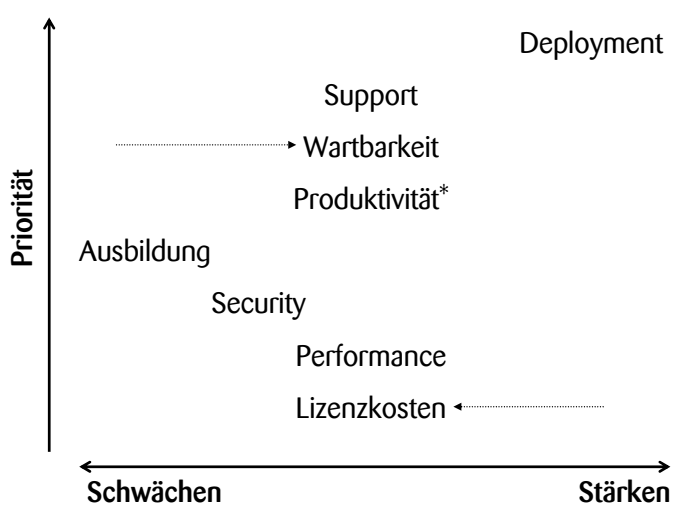 Deployment
Support
Wartbarkeit
Produktivität*
Priorität
Ausbildung
Security
Performance
Lizenzkosten
Schwächen
Stärken